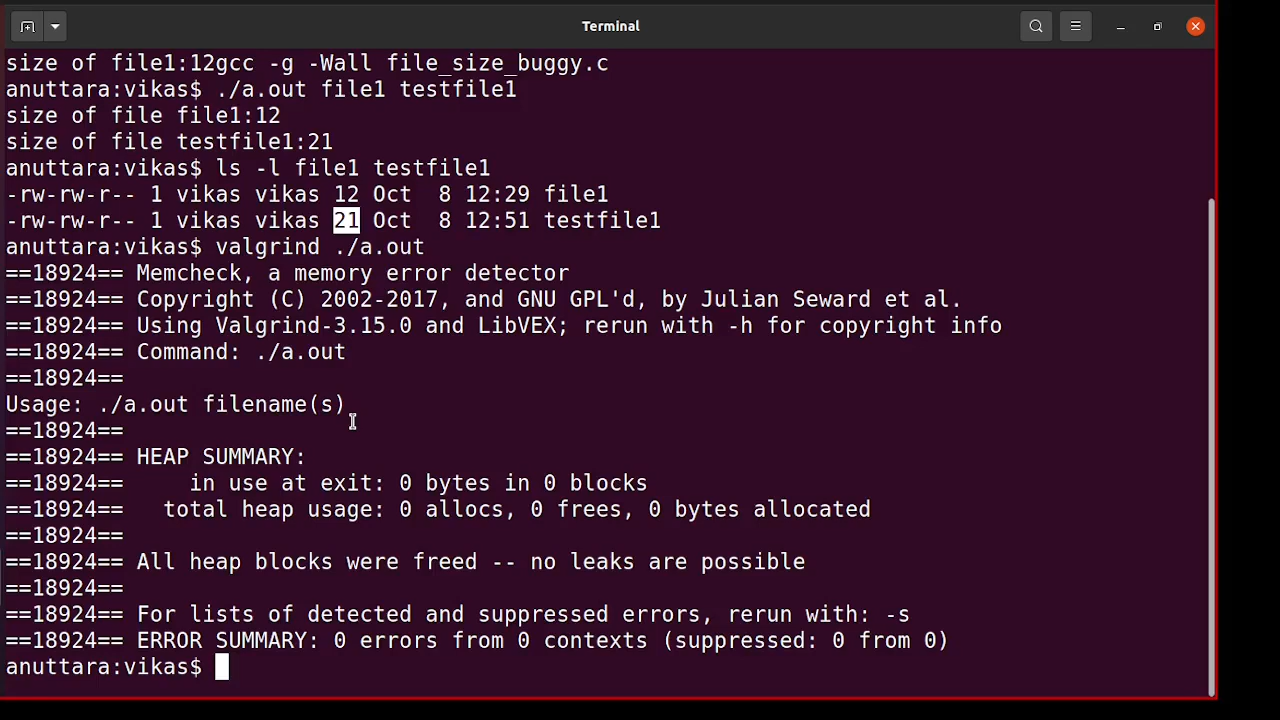 Terminal
size of file1:12gcc -g -Wall file_size_buggy.c
anuttara:vikas$ ./a.out file1 testfile1
size of file file1:12
size of file testfile1:21
anuttara:vikas$ ls -l file1 testfile1
-rw-rw-r-- 1 vikas vikas 12 Oct  8 12:29 file1
-rw-rw-r-- 1 vikas vikas 21 Oct  8 12:51 testfile1
anuttara:vikas$ valgrind ./a.out
==18924== Memcheck, a memory error detector
==18924== Copyright (C) 2002-2017, and GNU GPL'd, by Julian Seward et al.
==18924== Using Valgrind-3.15.0 and LibVEX; rerun with -h for copyright info
==18924== Command: ./a.out
==18924==
Usage: ./a.out filename(s)
==18924==
==18924== HEAP SUMMARY:
==18924==     in use at exit: 0 bytes in 0 blocks
==18924==   total heap usage: 0 allocs, 0 frees, 0 bytes allocated
==18924==
==18924== All heap blocks were freed -- no leaks are possible
==18924==
==18924== For lists of detected and suppressed errors, rerun with: -s
==18924== ERROR SUMMARY: 0 errors from 0 contexts (suppressed: 0 from 0)
anuttara:vikas$